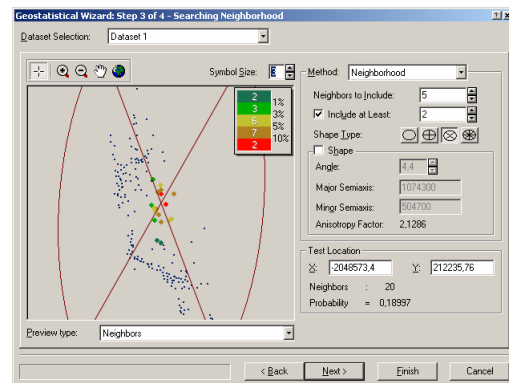 Geostatistical Wizard: Step 3 of 4 - Searching Neighborhood
Dataset Selection: Dataset 1
Symbol Size: 3
2
3
6
7
2
1%
3%
5%
10%
Preview type: Neighbors
Method: Neighborhood
Neighbors to Include: 5
Include at Least: 2
Shape Type:
Shape
Angle: 4,4
Major Semiaxis: 1074300
Minor Semiaxis: 504700
Anisotropy Factor: 2,1286
Test Location
X: -2048573,4 Y: 212235,76
Neighbors : 20
Probability = 0,18997
< Back Next > Finish Cancel